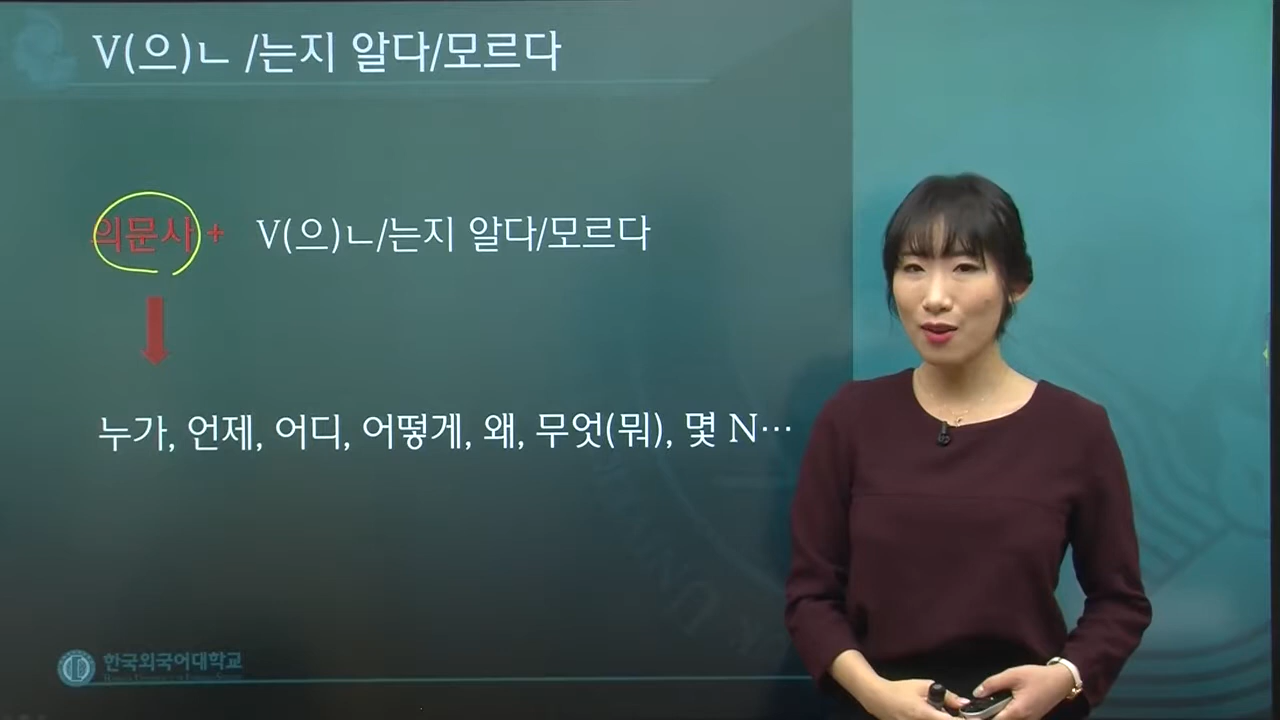 V(으)ㄴ /는지 알다/모르다
의문사 + V(으)ㄴ/는지 알다/모르다
누가, 언제, 어디, 어떻게, 왜, 무엇(뭐), 몇 N…
한국외국어대학교